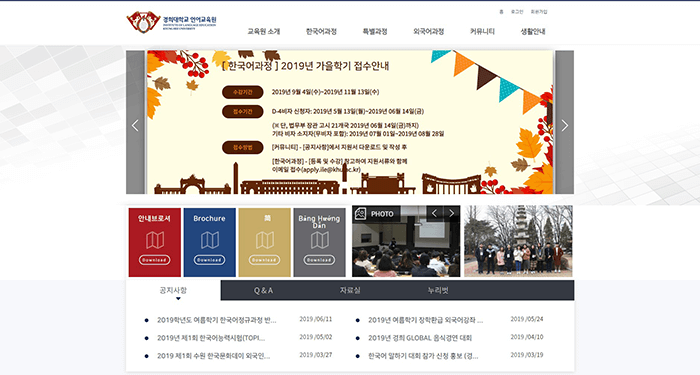 홈 로그인 회원가입
경희대학교 언어교육원
INSTITUTE OF LANGUAGE EDUCATION
KYUNG HEE UNIVERSITY
교육원 소개 한국어과정 특별과정 외국어과정 커뮤니티 생활안내
[ 한국어과정 ] 2019년 가을학기 접수안내
수강기간 2019년 9월 4일(수)~2019년 11월 13일(수)
접수기간 D-4비자 신청자: 2019년 5월 13일(월)~2019년 06월 14일(금)
(※ 단, 법무부 장관 고시 21개국 2019년 06월 14일(금)까지)
기타 비자 소지자(무비자 포함): 2019년 07월 01일~2019년 08월 28일
접수방법 [커뮤니티] - [공지사항]에서 지원서 다운로드 및 작성 후
[한국어과정] - [등록 및 수강] 참고하여 지원서류와 함께
이메일 접수(apply.ile@khu.ac.kr)
안내브로셔 Brochure Bảng Hướng Dẫn PHOTO
Download Download Download Download
공지사항 Q & A 자료실 누리벗
2019학년도 여름학기 한국어정규과정 반... 2019 /06/11
2019년 여름학기 장학환급 외국어강좌 ... 2019 /05/24
2019년 제1회 한국어능력시험(TOPI... 2019 /05/02
2019년 경희 GLOBAL 음식경연 대회 2019 /04/10
2019 제1회 수원 한국문화데이 외국인... 2019 /03/27
한국어 말하기 대회 참가 신청 홍보 (경... 2019 /03/19